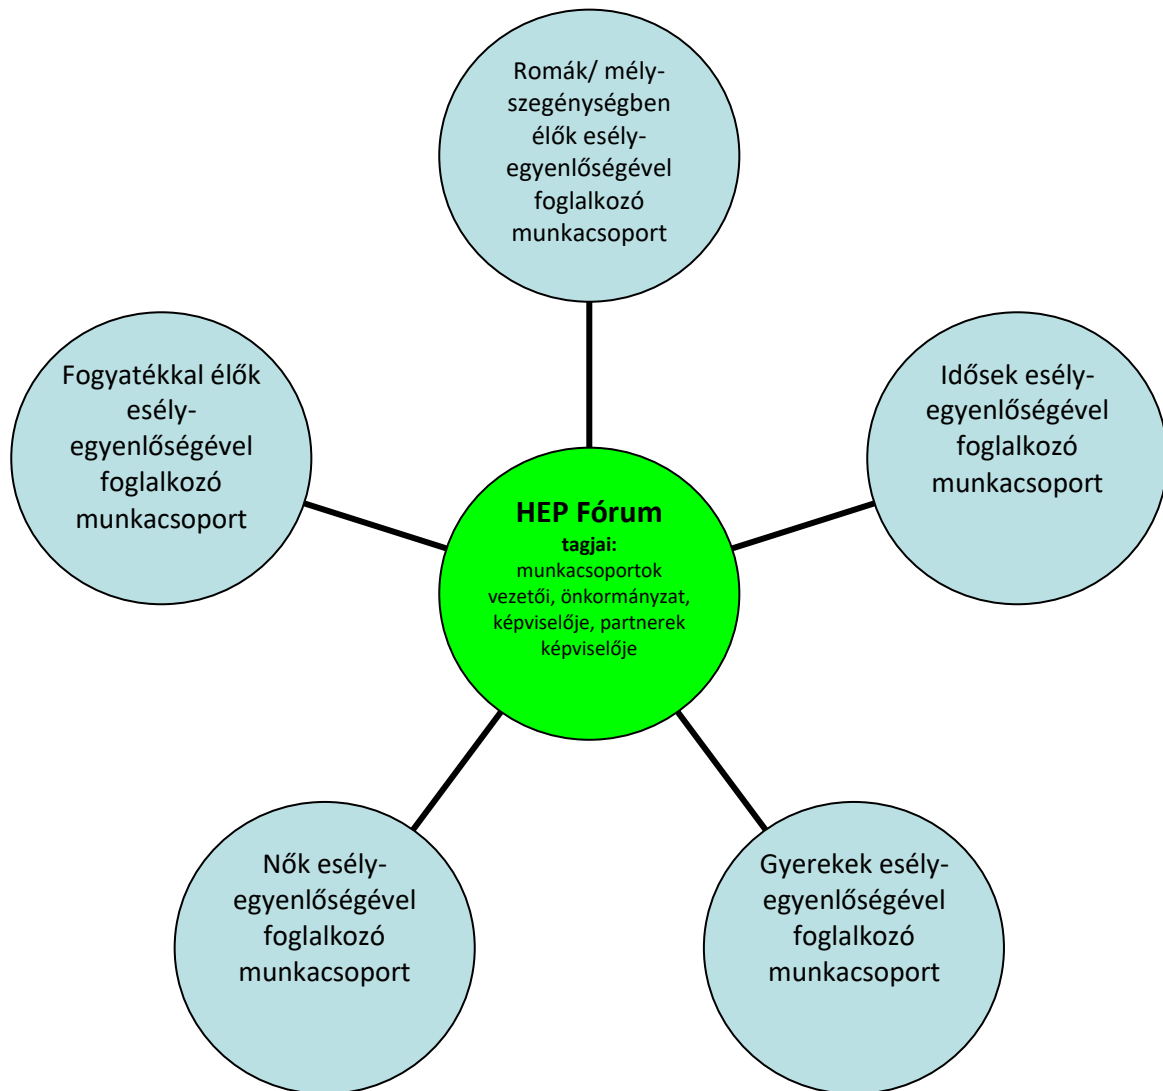 Romák/ mély-
szegénységben
élők esély-
egyenlőségével
foglalkozó
munkacsoport
Fogyatékkal élők
esély-
egyenlőségével
foglalkozó
munkacsoport
Idősek esély-
egyenlőségével
foglalkozó
munkacsoport
HEP Fórum
tagjai:
munkacsoportok
vezetői, önkormányzat,
képviselője, partnerek
képviselője
Nők esély-
egyenlőségével
foglalkozó
munkacsoport
Gyerekek esély-
egyenlőségével
foglalkozó
munkacsoport